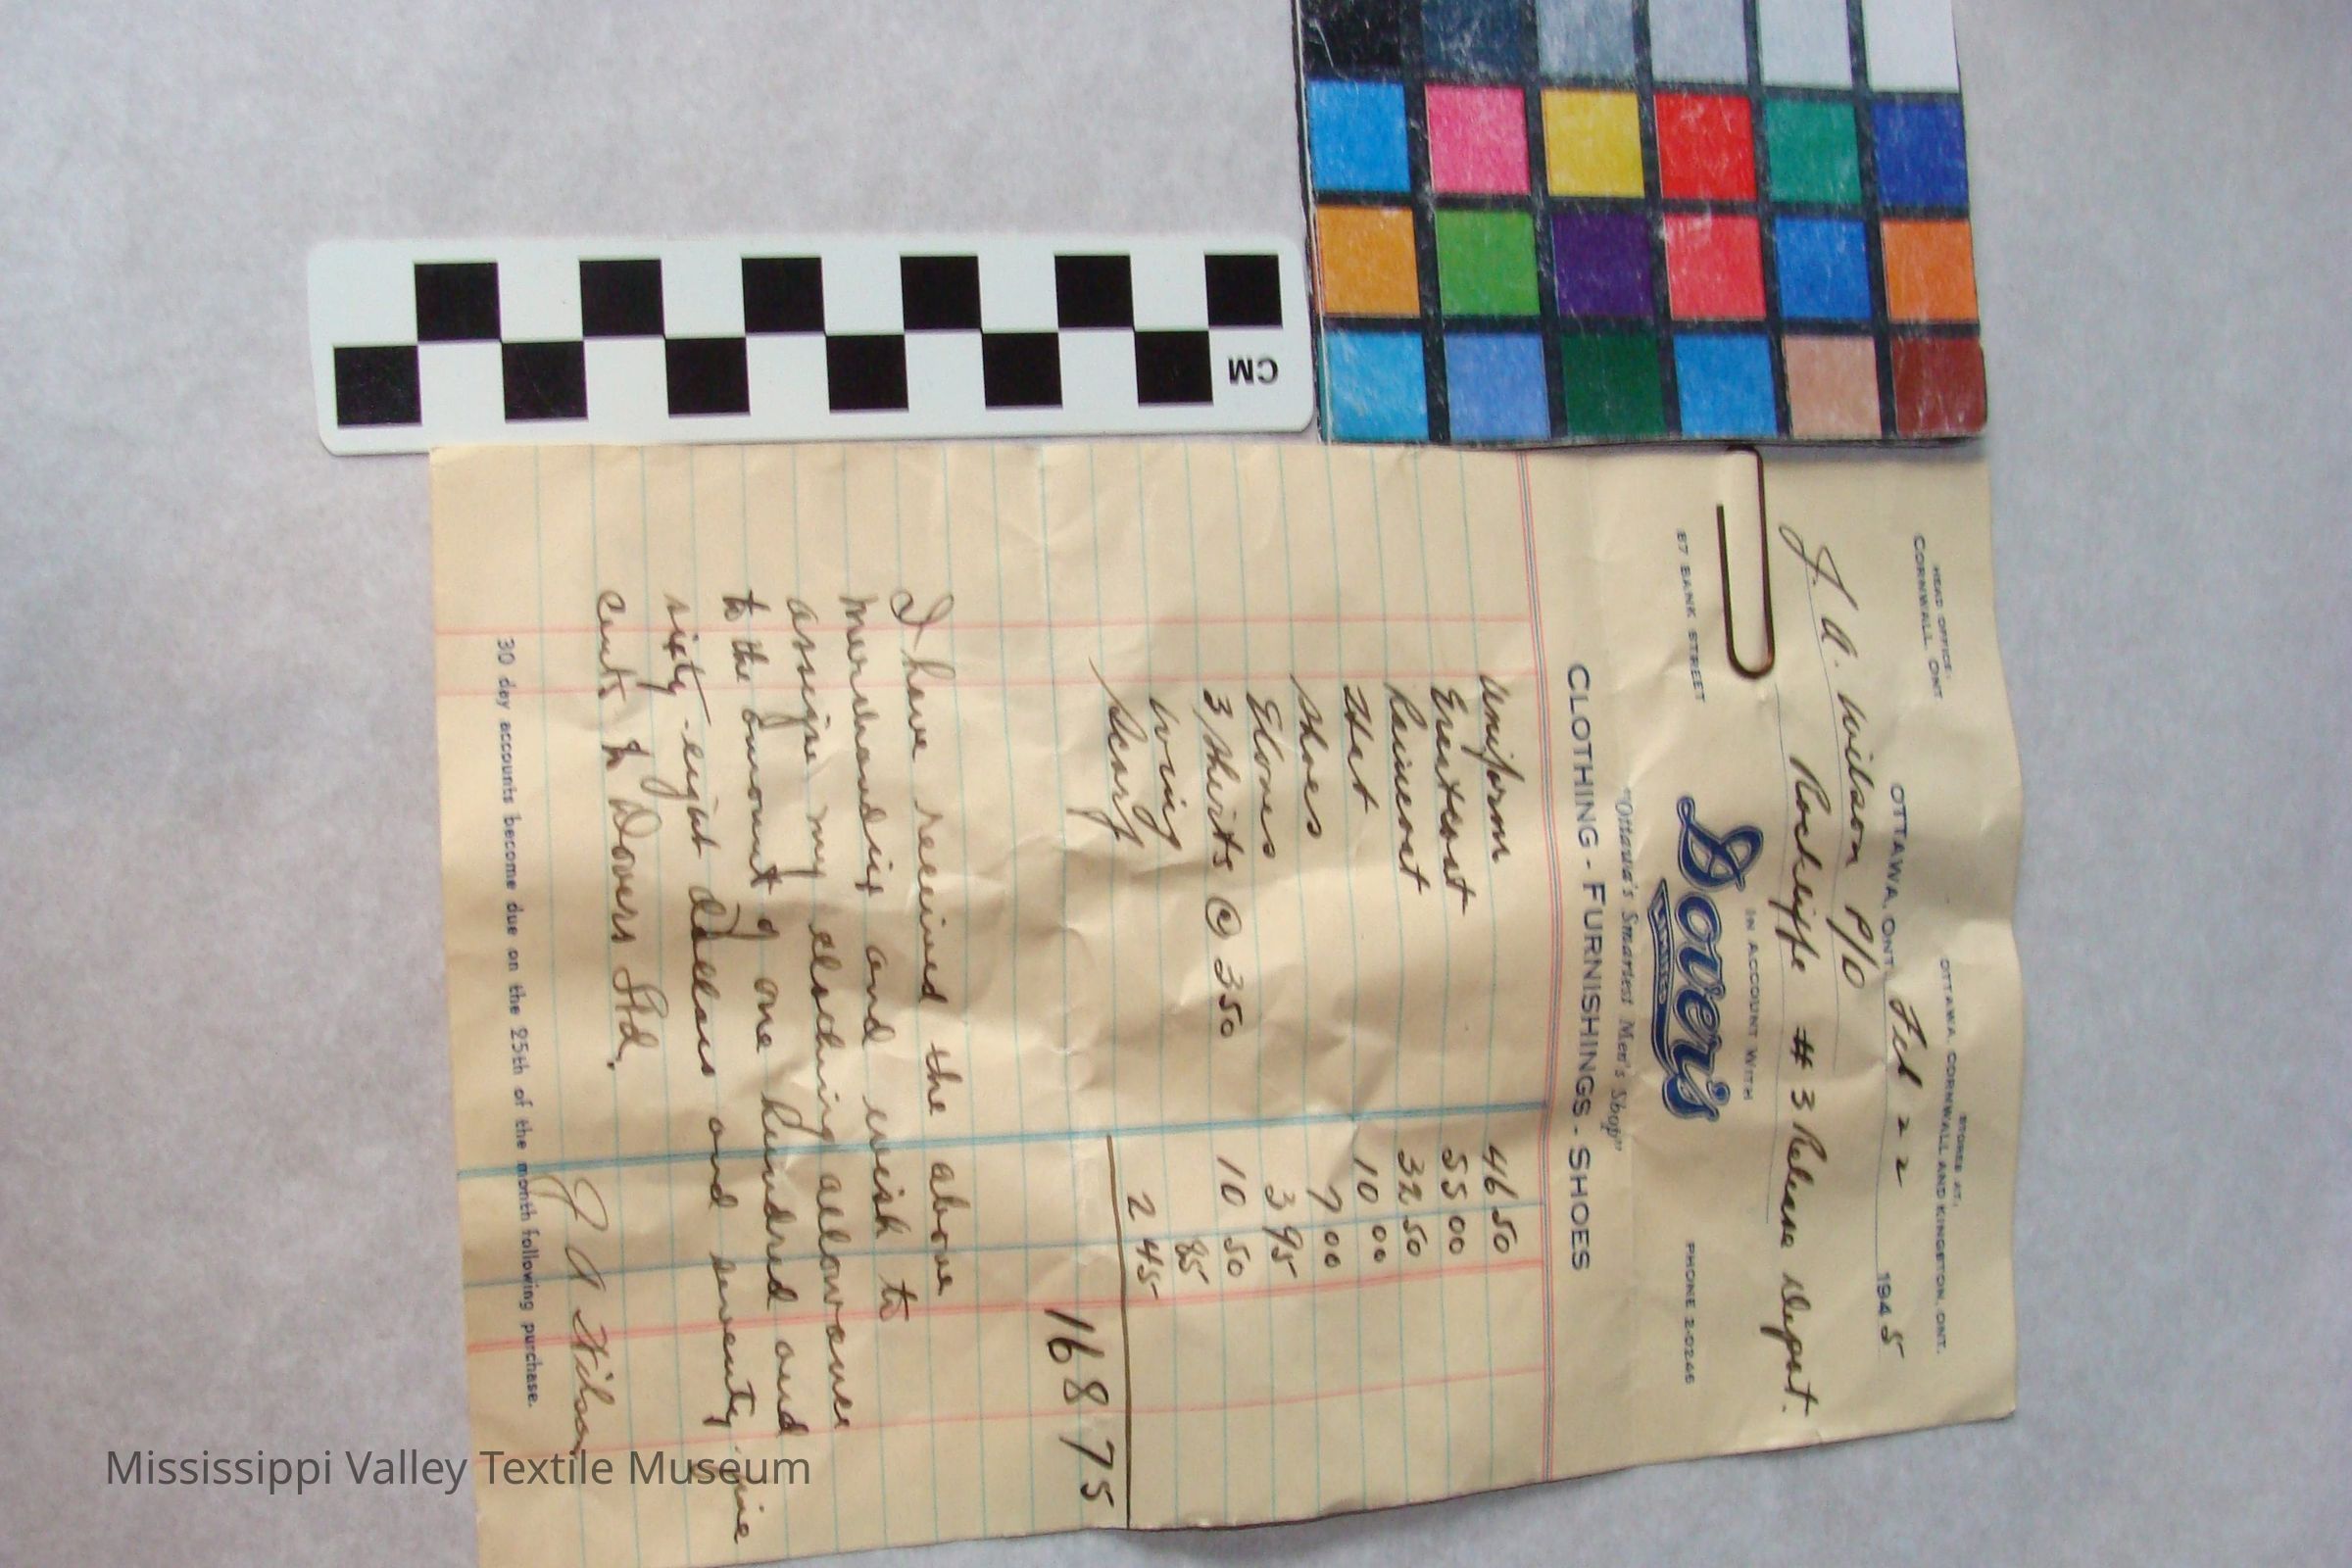 HEAD OFFICE:
CORNWALL, ONT
STORES AT:
OTTAWA, CORNWALL AND KINGSTON, ONT.
OTTAWA, ONT. Feb 22 1945
J. A. Wilson P/O
Rockliffe #3 Release Depot.
IN ACCOUNT WITH
Dover's
LIMITED
87 BANK STREET
PHONE 2-0246
"Ottawa's Smartest Men's Shop"
CLOTHING - FURNISHINGS - SHOES
Uniform 46 50
Greatcoat 55 00
Raincoat 32 50
Hat 10 00
Shoes 7 00
Gloves 3 95
3 Shirts @ 350 10 50
Wing 85
Scarf 2 45
168 75
I have received the above
merchandise and wish to
assign my clothing allowance
to the amount of one hundred and
sixty-eight dollars and seventy-five
cents to Dovers Ltd.
J A Wilson
30 day accounts become due on the 25th of the month following purchase.
CM
Mississippi Valley Textile Museum